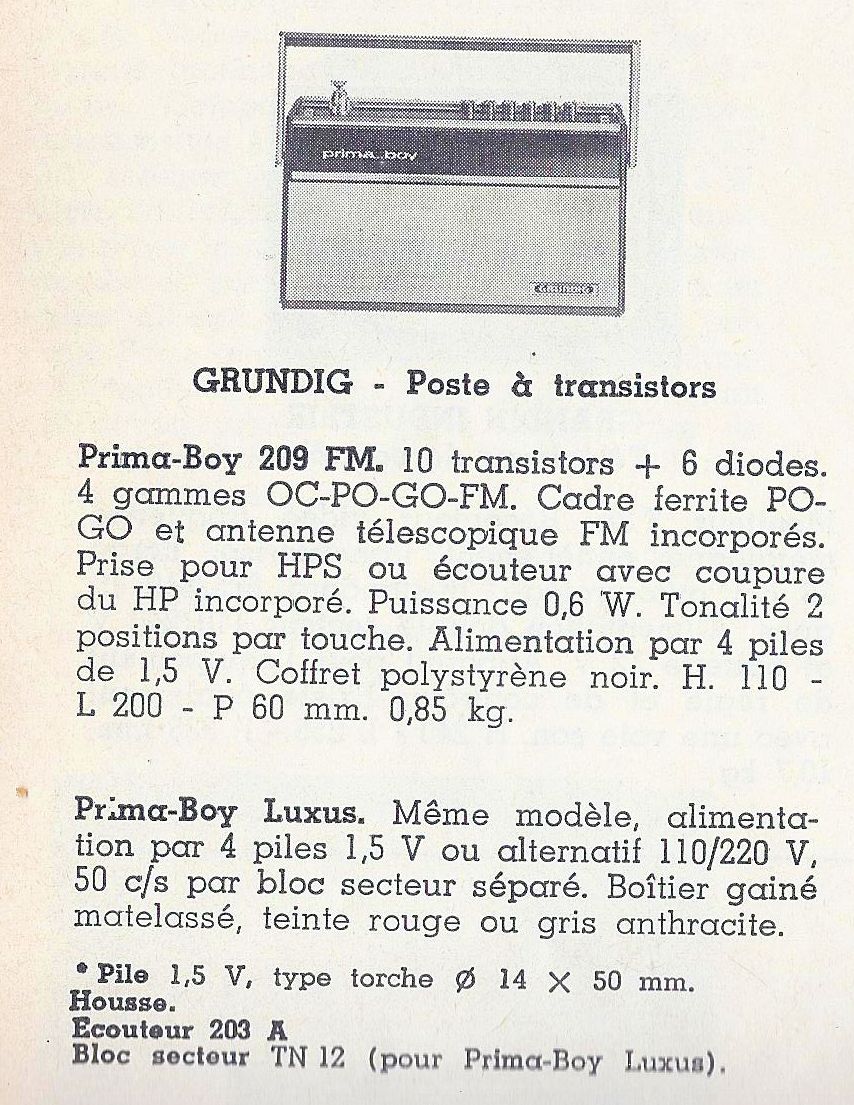 prima-boy
GRUNDIG
GRUNDIG - Poste à transistors
Prima-Boy 209 FM. 10 transistors + 6 diodes.
4 gammes OC-PO-GO-FM. Cadre ferrite PO-
GO et antenne télescopique FM incorporés.
Prise pour HPS ou écouteur avec coupure
du HP incorporé. Puissance 0,6 W. Tonalité 2
positions par touche. Alimentation par 4 piles
de 1,5 V. Coffret polystyrène noir. H. 110 -
L 200 - P 60 mm. 0,85 kg.
Prima-Boy Luxus. Même modèle, alimenta-
tion par 4 piles 1,5 V ou alternatif 110/220 V,
50 c/s par bloc secteur séparé. Boîtier gainé
matelassé, teinte rouge ou gris anthracite.
* Pile 1,5 V, type torche Ø 14 X 50 mm.
Housse.
Ecouteur 203 A
Bloc secteur TN 12 (pour Prima-Boy Luxus).